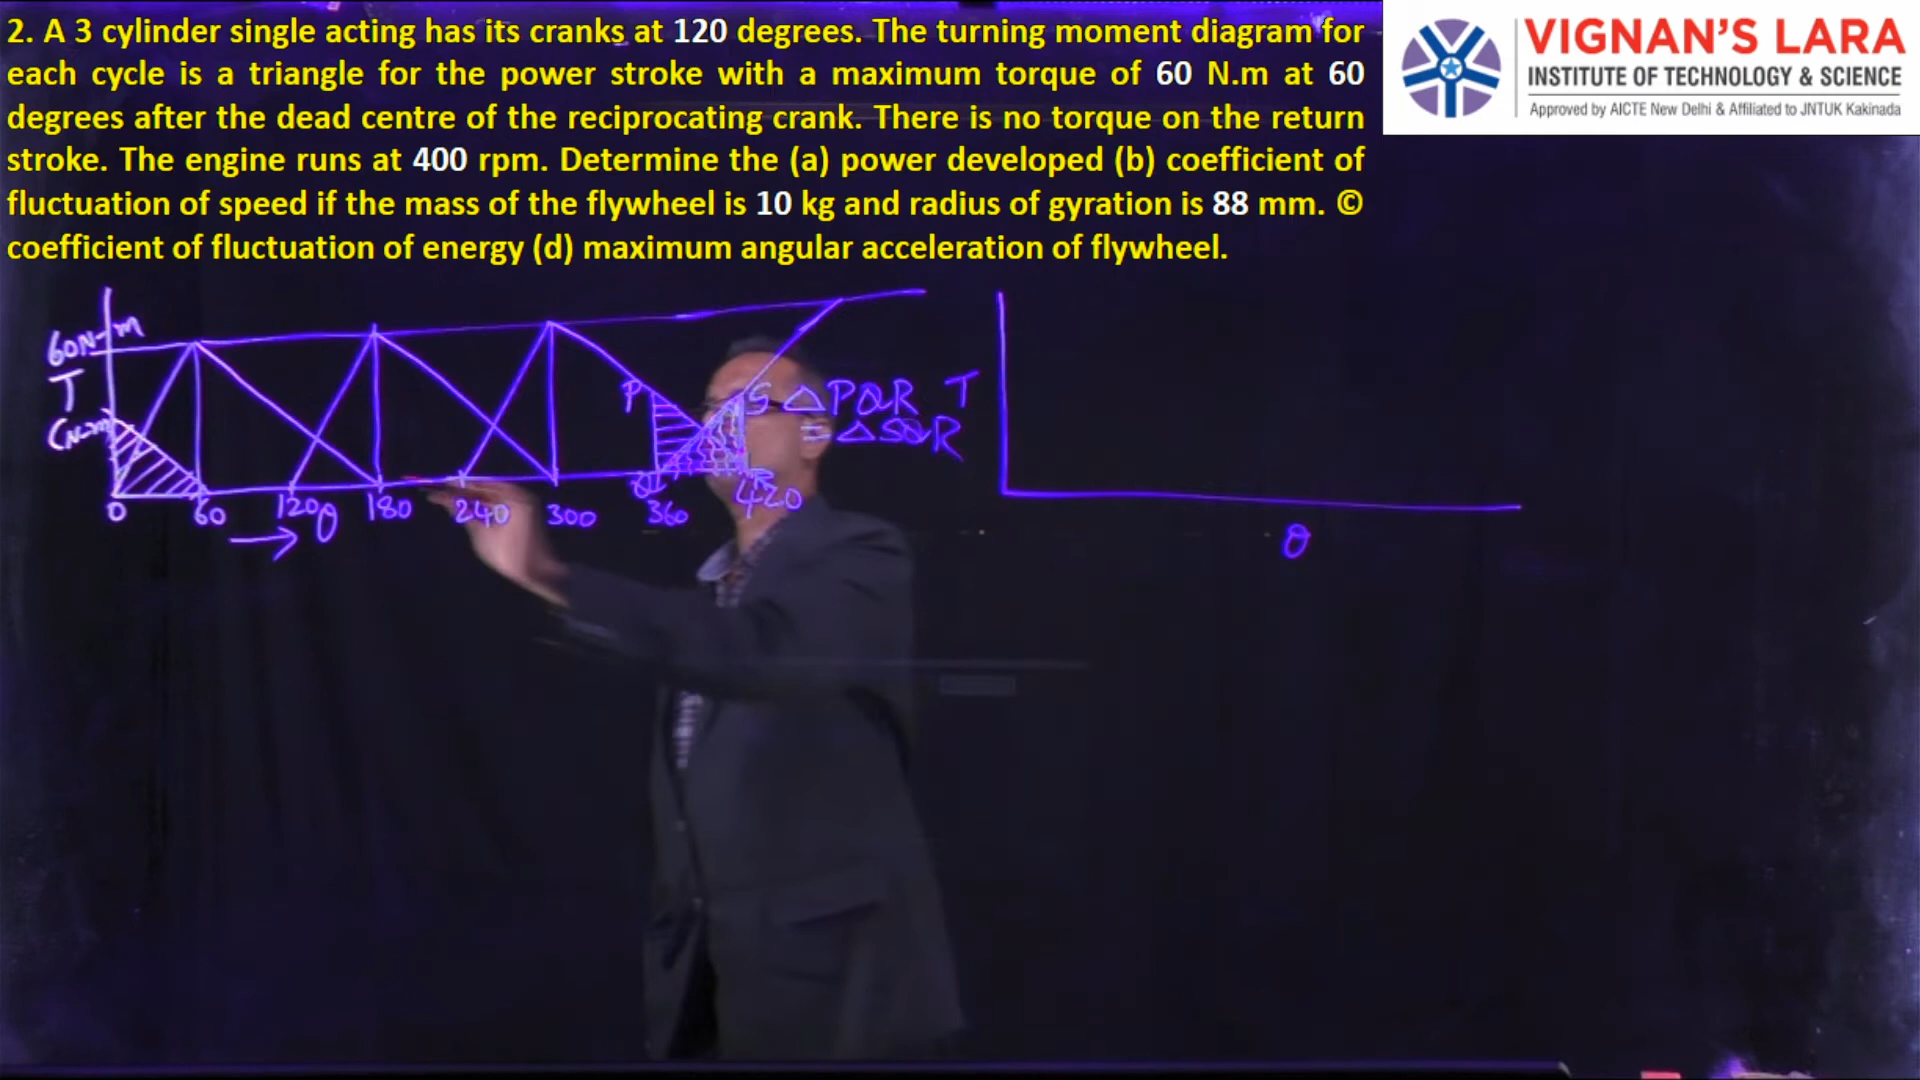 2. A 3 cylinder single acting has its cranks at 120 degrees. The turning moment diagram for
each cycle is a triangle for the power stroke with a maximum torque of 60 N.m at 60
degrees after the dead centre of the reciprocating crank. There is no torque on the return
stroke. The engine runs at 400 rpm. Determine the (a) power developed (b) coefficient of
fluctuation of speed if the mass of the flywheel is 10 kg and radius of gyration is 88 mm. ©
coefficient of fluctuation of energy (d) maximum angular acceleration of flywheel.
VIGNAN'S LARA
INSTITUTE OF TECHNOLOGY & SCIENCE
Approved by AICTE New Delhi & Affiliated to JNTUK Kakinada
60N-m
T
(N-m)
P
S △PQR
= △SQR
T
Q
R
0 60 120 180 240 300 360 420
→ θ
θ